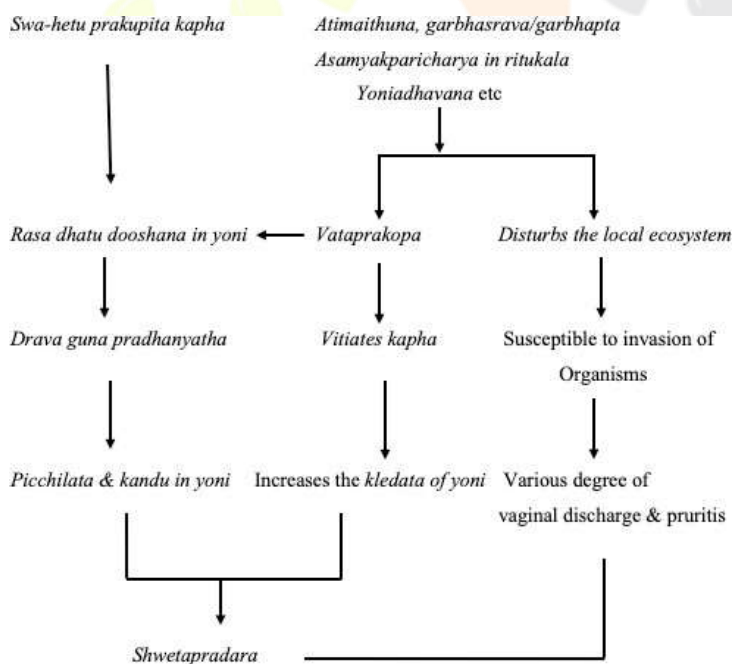 Swa-hetu prakupita kapha
Atimaithuna, garbhasrava/garbhapta
Asamyakparicharya in ritukala
Yoniadhavana etc
Rasa dhatu dooshana in yoni
Vataprakopa
Disturbs the local ecosystem
Drava guna pradhanyatha
Vitiates kapha
Susceptible to invasion of
Organisms
Picchilata & kandu in yoni
Increases the kledata of yoni
Various degree of
vaginal discharge & pruritis
Shwetapradara